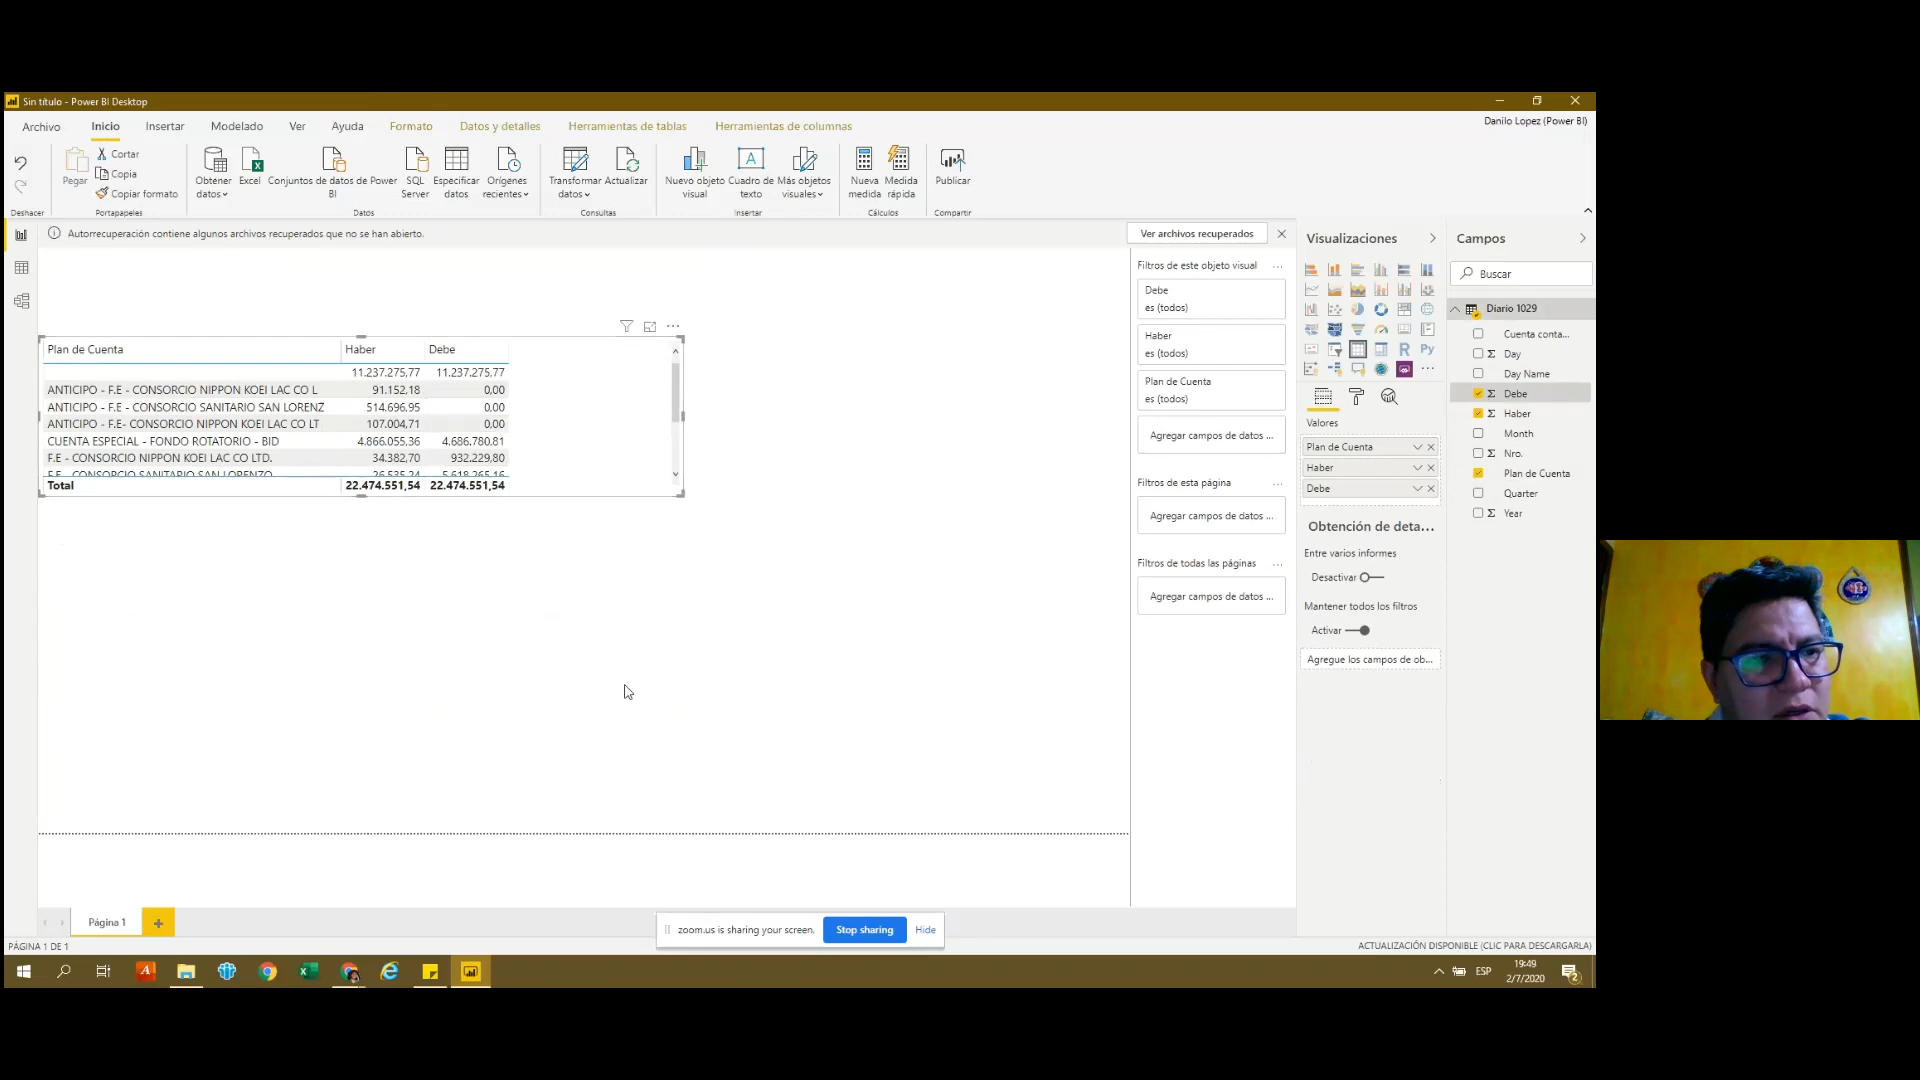 Sin título - Power BI Desktop
Archivo Inicio Insertar Modelado Ver Ayuda Formato Datos y detalles Herramientas de tablas Herramientas de columnas
Danilo Lopez (Power BI)
Pegar
Cortar
Copia
Copiar formato
Obtener datos
Excel
Conjuntos de datos de Power BI
SQL Server
Especificar datos
Orígenes recientes
Transformar datos
Actualizar
Nuevo objeto visual
Cuadro de texto
Más objetos visuales
Nueva medida
Medida rápida
Publicar
Deshacer Portapapeles Datos Consultas Insertar Cálculos Compartir
Autorrecuperación contiene algunos archivos recuperados que no se han abierto.
Ver archivos recuperados
Plan de Cuenta Haber Debe
11.237.275,77 11.237.275,77
ANTICIPO - F.E - CONSORCIO NIPPON KOEI LAC CO L 91.152,18 0,00
ANTICIPO - F.E - CONSORCIO SANITARIO SAN LORENZ 514.696,95 0,00
ANTICIPO - F.E- CONSORCIO NIPPON KOEI LAC CO LT 107.004,71 0,00
CUENTA ESPECIAL - FONDO ROTATORIO - BID 4.866.055,36 4.686.780,81
F.E - CONSORCIO NIPPON KOEI LAC CO LTD. 34.382,70 932.229,80
F.E - CONSORCIO SANITARIO SAN LORENZO 26.535,24 5.618.265,16
Total 22.474.551,54 22.474.551,54
Filtros de este objeto visual
Debe
es (todos)
Haber
es (todos)
Plan de Cuenta
es (todos)
Agregar campos de datos ...
Filtros de esta página
Agregar campos de datos ...
Filtros de todas las páginas
Agregar campos de datos ...
Visualizaciones
R Py
Valores
Plan de Cuenta
Haber
Debe
Obtención de deta...
Entre varios informes
Desactivar
Mantener todos los filtros
Activar
Agregue los campos de ob...
Campos
Buscar
Diario 1029
Cuenta conta...
Day
Day Name
Debe
Haber
Month
Nro.
Plan de Cuenta
Quarter
Year
Página 1
zoom.us is sharing your screen. Stop sharing Hide
PÁGINA 1 DE 1
ACTUALIZACIÓN DISPONIBLE (CLIC PARA DESCARGARLA)
ESP
19:49
2/7/2020
2